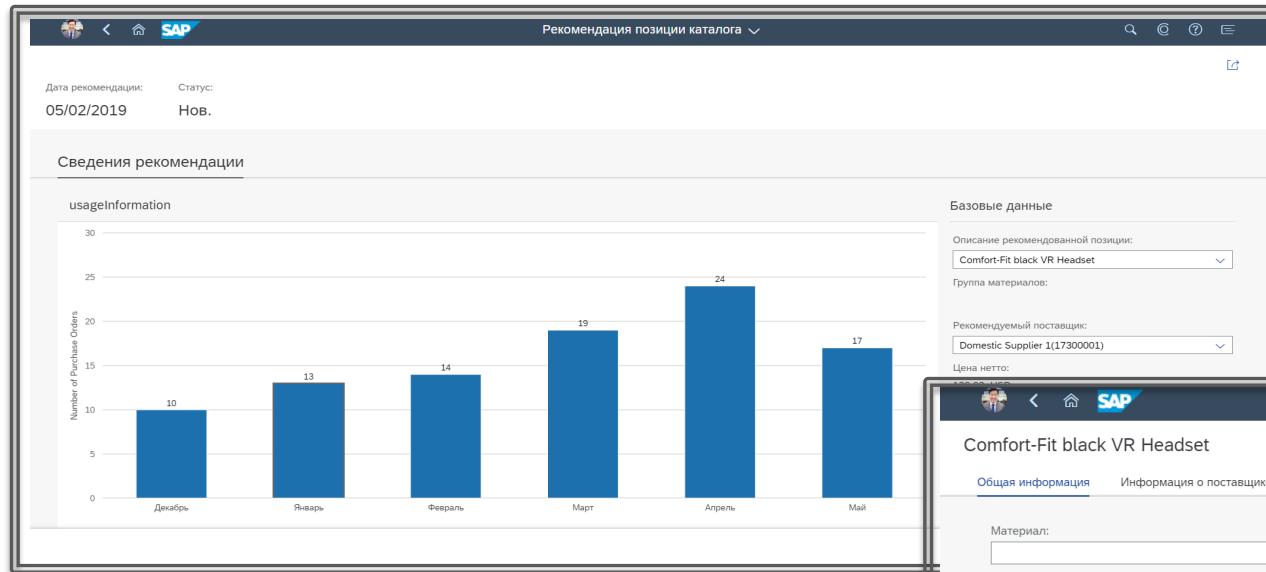 SAP
Рекомендация позиции каталога
Дата рекомендации:
Статус:
05/02/2019
Нов.
Сведения рекомендации
usageInformation
Number of Purchase Orders
30
25
20
15
10
5
0
10
13
14
19
24
17
Декабрь
Январь
Февраль
Март
Апрель
Май
Базовые данные
Описание рекомендованной позиции:
Comfort-Fit black VR Headset
Группа материалов:
Рекомендуемый поставщик:
Domestic Supplier 1(17300001)
Цена нетто:
SAP
Comfort-Fit black VR Headset
Общая информация
Информация о поставщик
Материал: